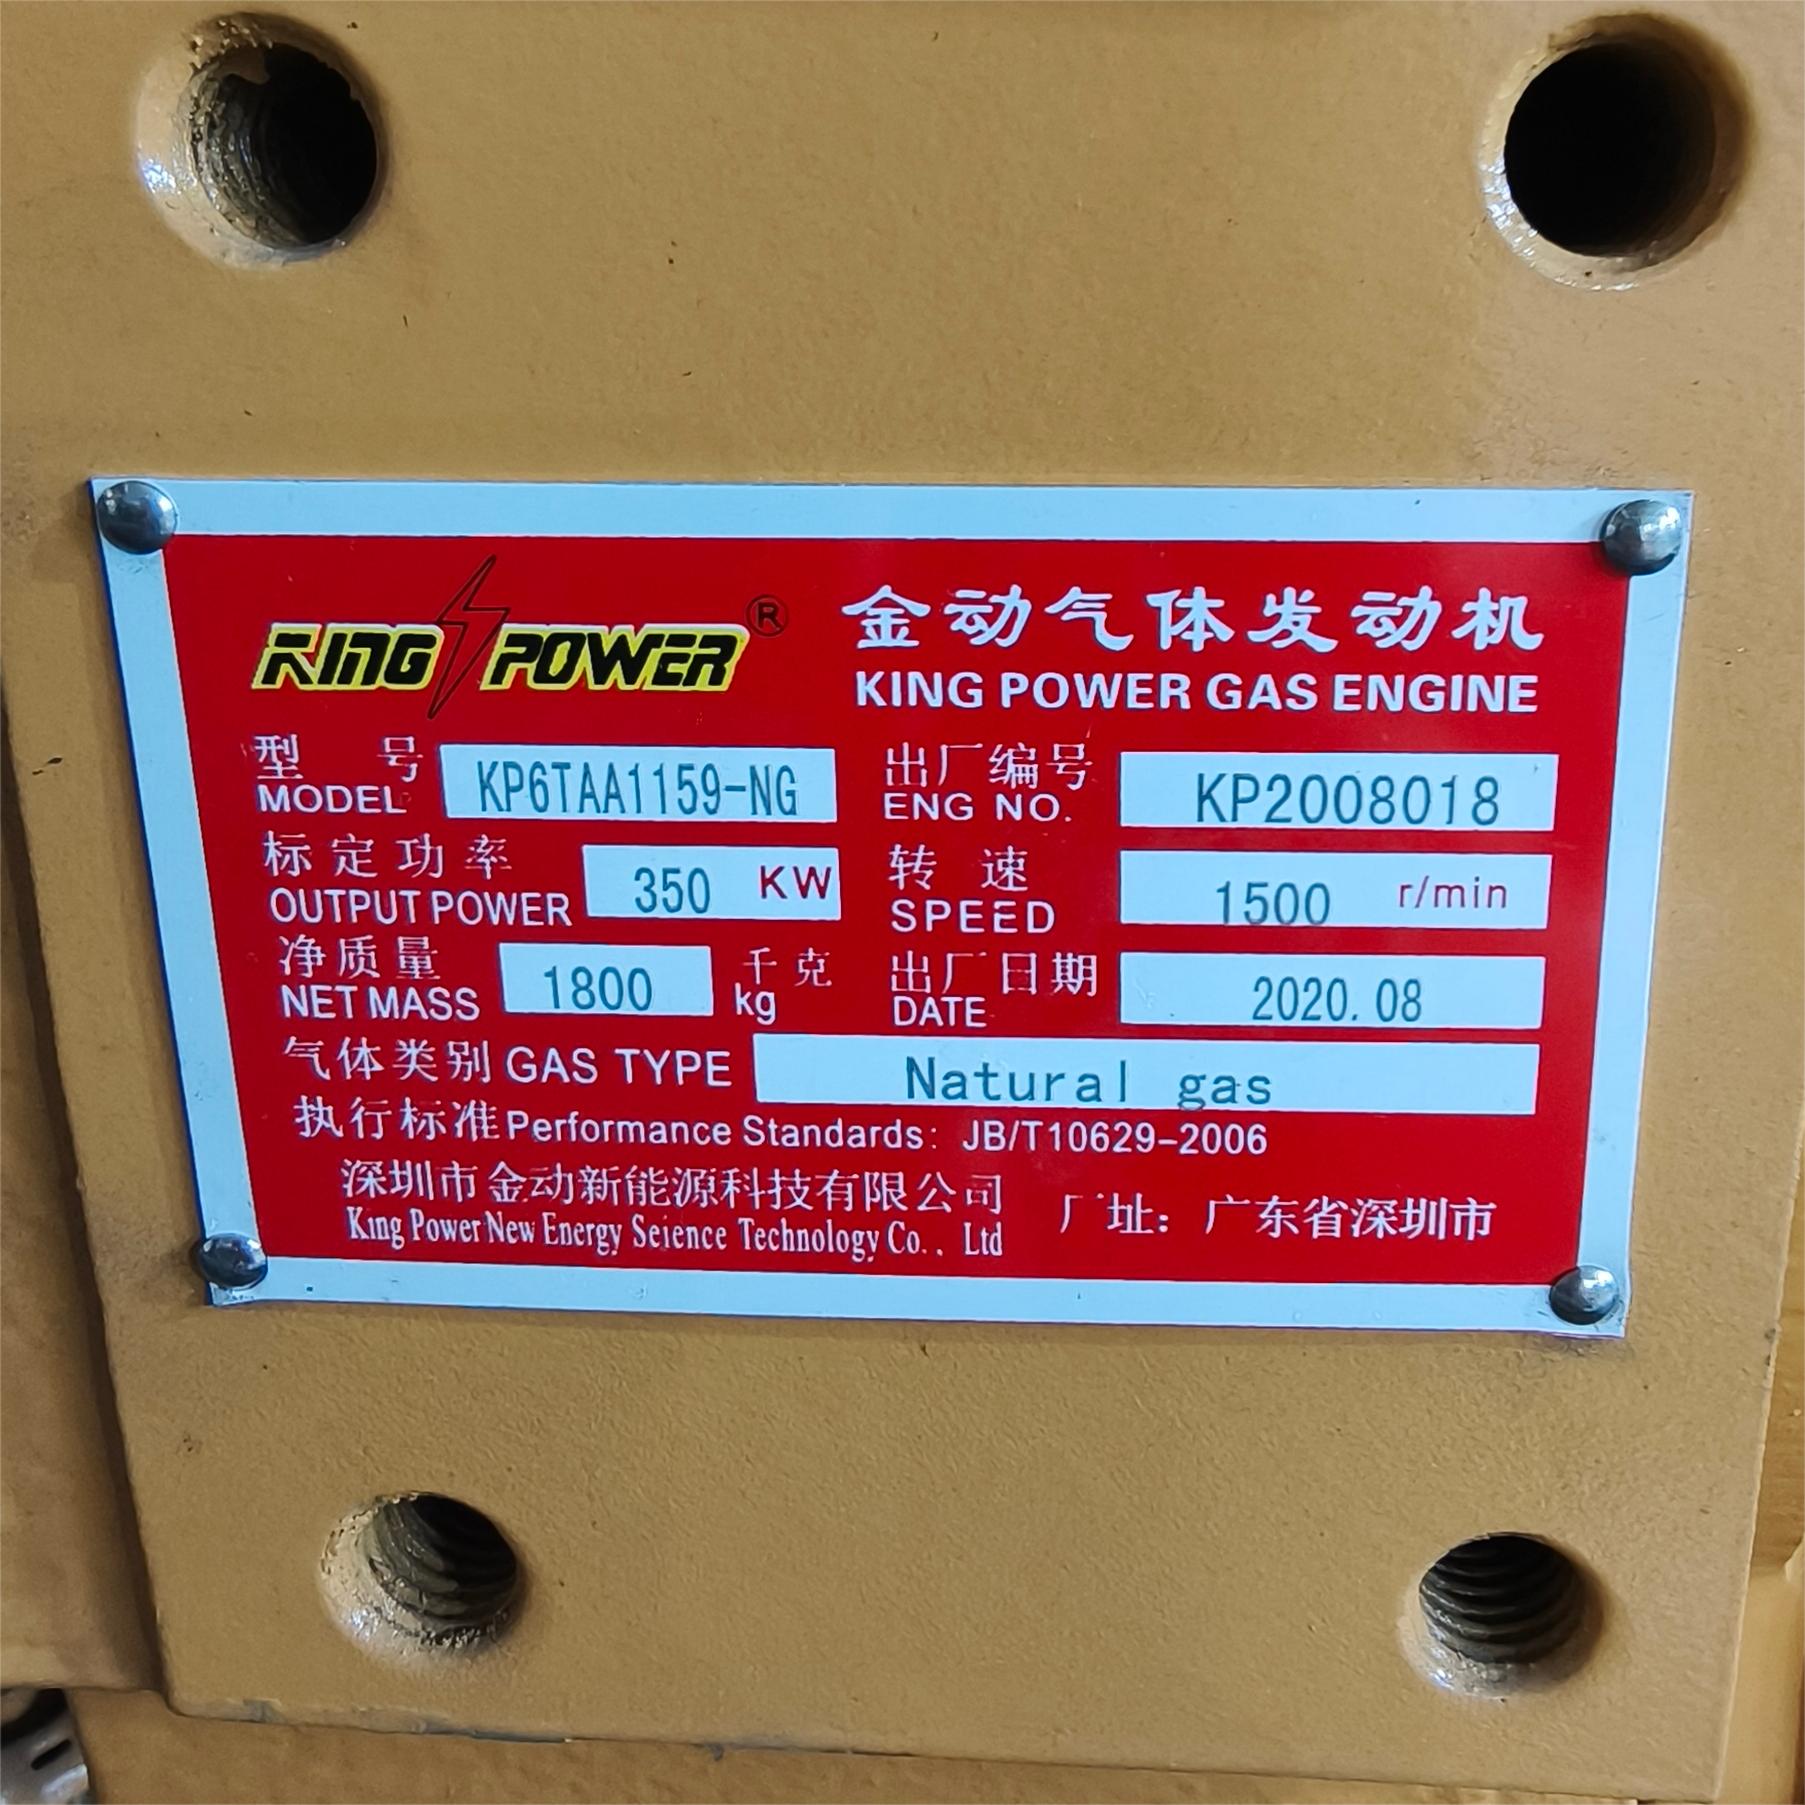 KING POWER ® 金动气体发动机
KING POWER GAS ENGINE
型号 KP6TAA1159-NG 出厂编号 KP2008018
MODEL ENG NO.
标定功率 350 KW 转速 1500 r/min
OUTPUT POWER SPEED
净质量 1800 千克 出厂日期 2020.08
NET MASS kg DATE
气体类别 GAS TYPE Natural gas
执行标准 Performance Standards: JB/T10629-2006
深圳市金动新能源科技有限公司 厂址：广东省深圳市
King Power New Energy Seience Technology Co., Ltd